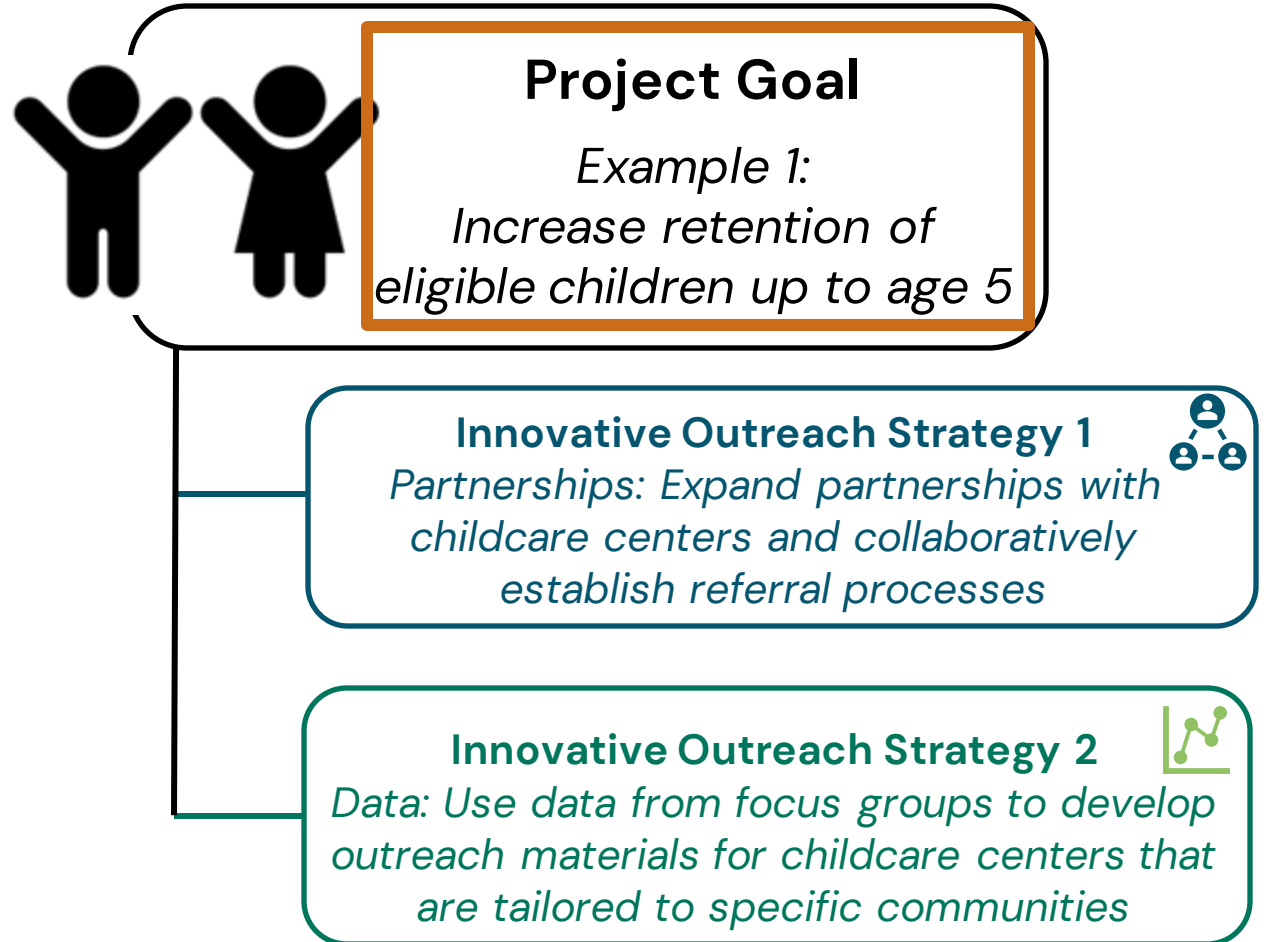 Project Goal
Example 1:
Increase retention of
eligible children up to age 5
Innovative Outreach Strategy 1
Partnerships: Expand partnerships with
childcare centers and collaboratively
establish referral processes
Innovative Outreach Strategy 2
Data: Use data from focus groups to develop
outreach materials for childcare centers that
are tailored to specific communities